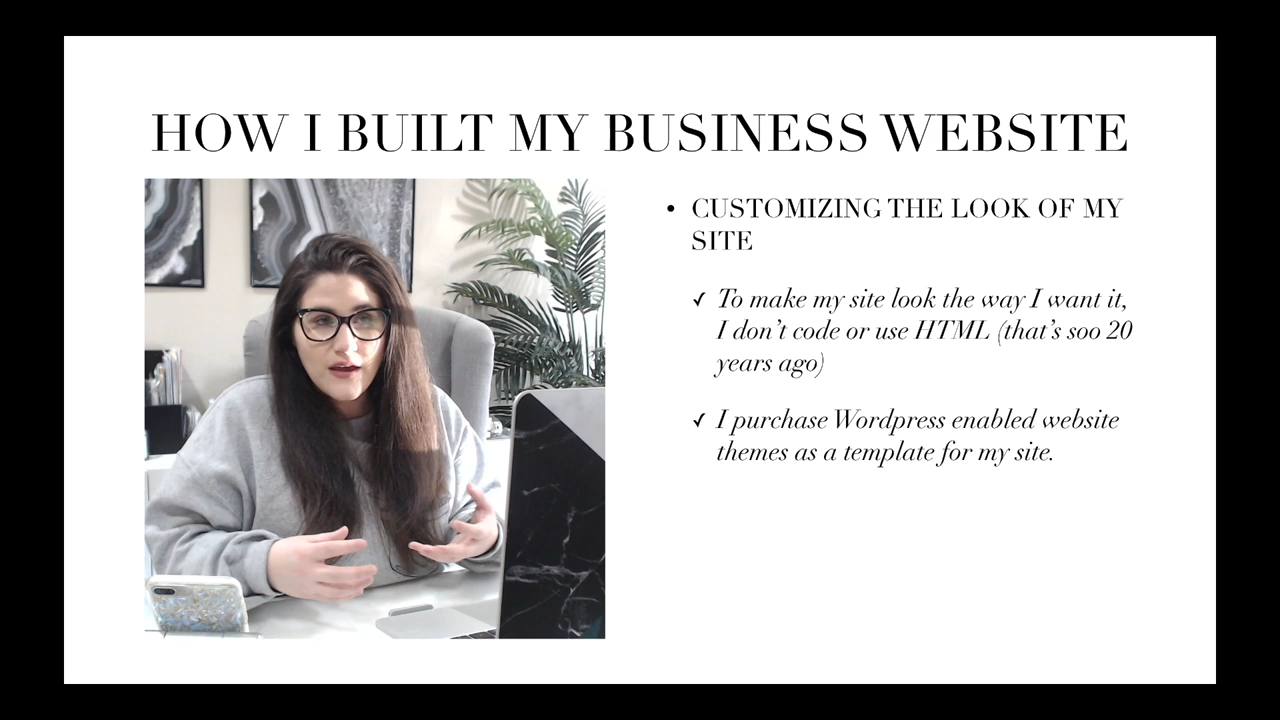 HOW I BUILT MY BUSINESS WEBSITE
• CUSTOMIZING THE LOOK OF MY
SITE
✓ To make my site look the way I want it,
I don’t code or use HTML (that’s soo 20
years ago)
✓ I purchase Wordpress enabled website
themes as a template for my site.